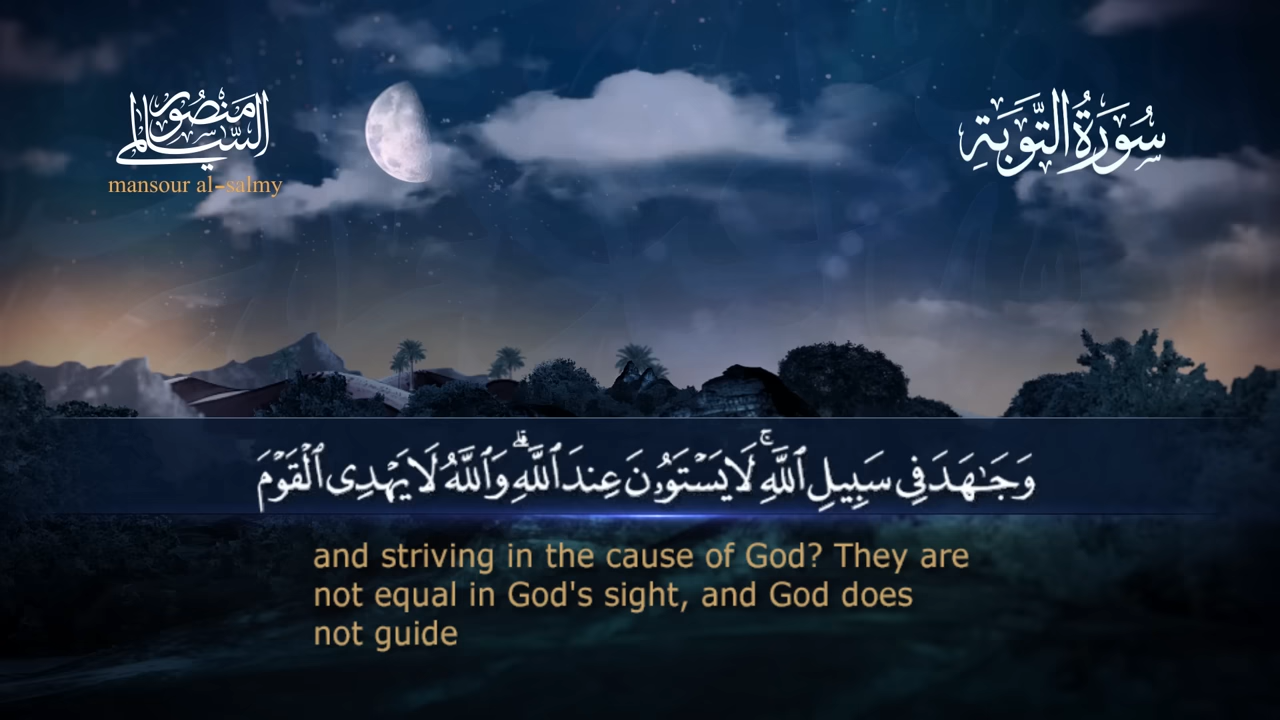 منصور السالمي
mansour al-salmy
سُورَةُ التَّوْبَةِ
وَجَـٰهَدَ فِى سَبِيلِ ٱللَّهِ ۚ لَا يَسْتَوُۥنَ عِندَ ٱللَّهِ ۗ وَٱللَّهُ لَا يَهْدِى ٱلْقَوْمَ
and striving in the cause of God? They are
not equal in God's sight, and God does
not guide